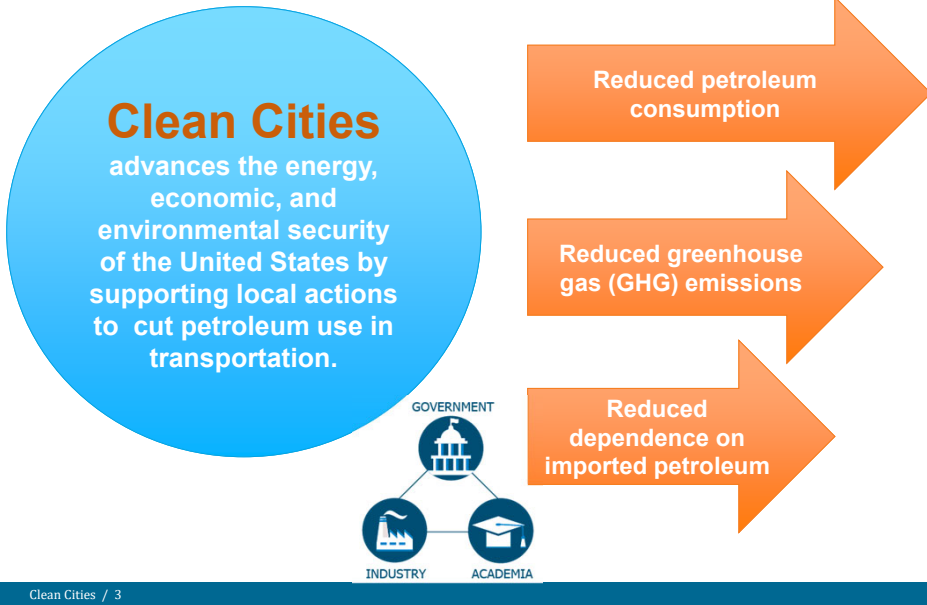 Clean Cities
advances the energy,
economic, and
environmental security
of the United States by
supporting local actions
to cut petroleum use in
transportation.
Reduced petroleum
consumption
Reduced greenhouse
gas (GHG) emissions
Reduced
dependence on
imported petroleum
GOVERNMENT
INDUSTRY
ACADEMIA
Clean Cities / 3